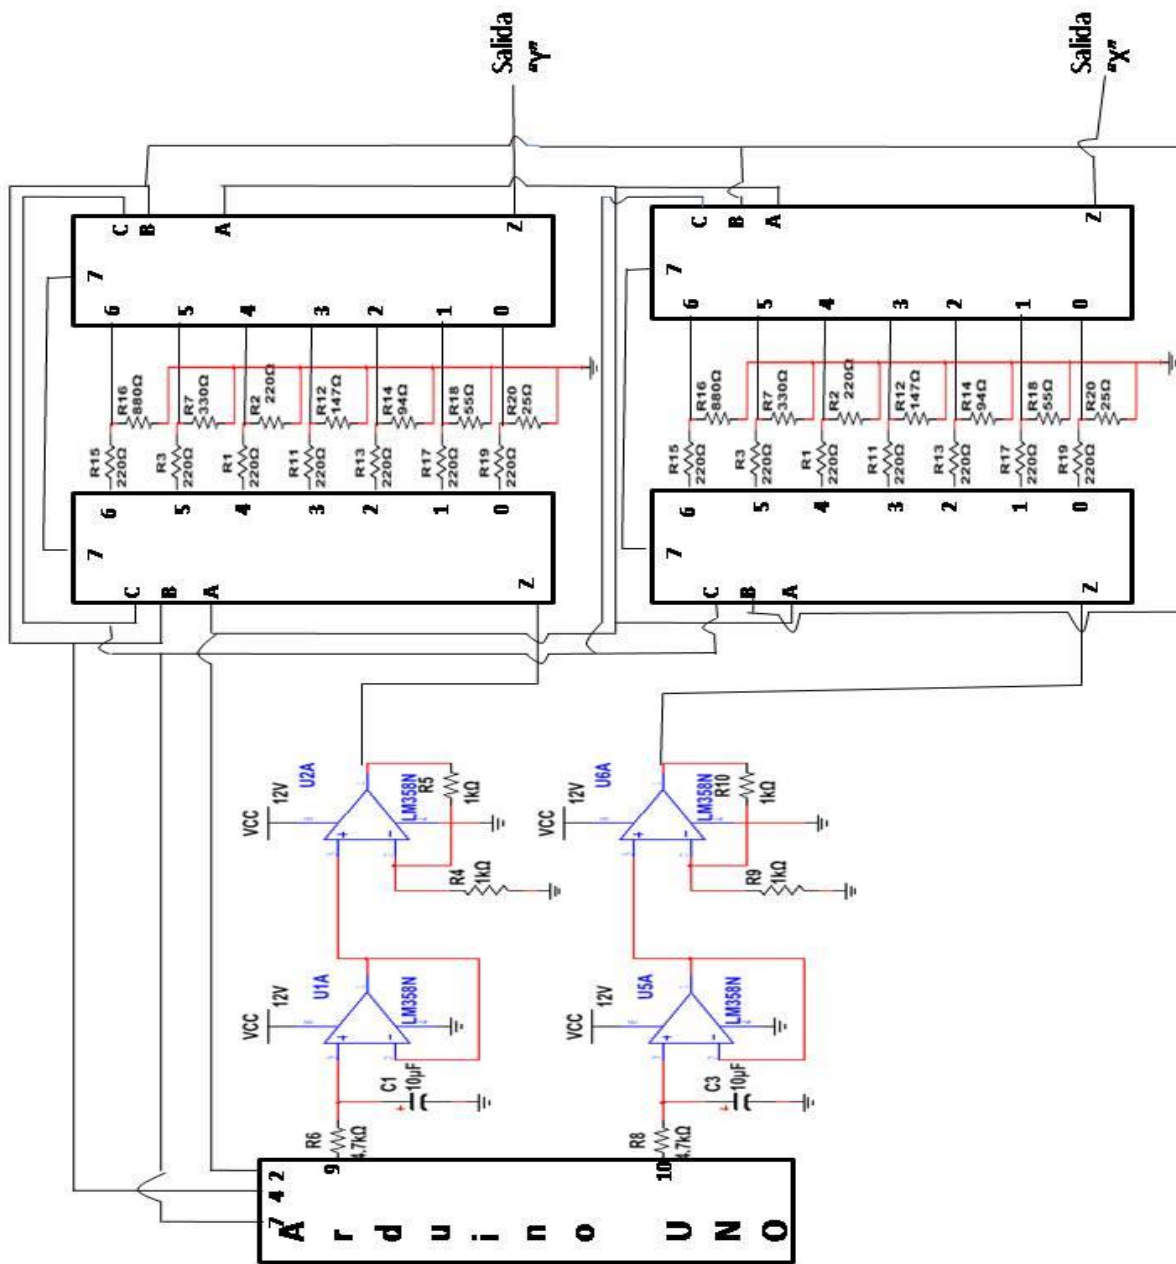 Salida
"Y"
Salida
"X"
C
B
A
Z
7
6
5
4
3
2
1
0
C
B
A
Z
7
6
5
4
3
2
1
0
R16
880Ω
R7
330Ω
R2
220Ω
R12
147Ω
R14
94Ω
R18
55Ω
R20
25Ω
R16
880Ω
R7
330Ω
R2
220Ω
R12
147Ω
R14
94Ω
R18
55Ω
R20
25Ω
R15
220Ω
R3
220Ω
R1
220Ω
R11
220Ω
R13
220Ω
R17
220Ω
R19
220Ω
R15
220Ω
R3
220Ω
R1
220Ω
R11
220Ω
R13
220Ω
R17
220Ω
R19
220Ω
7
6
5
4
3
2
1
0
C
B
A
Z
7
6
5
4
3
2
1
0
C
B
A
Z
VCC
12V
U2A
LM358N
R5
1kΩ
R4
1kΩ
VCC
12V
U6A
LM358N
R10
1kΩ
R9
1kΩ
VCC
12V
U1A
LM358N
C1
10µF
R6
4.7kΩ
VCC
12V
U5A
LM358N
C3
10µF
R8
4.7kΩ
7 4 2
9
10
Arduino UNO